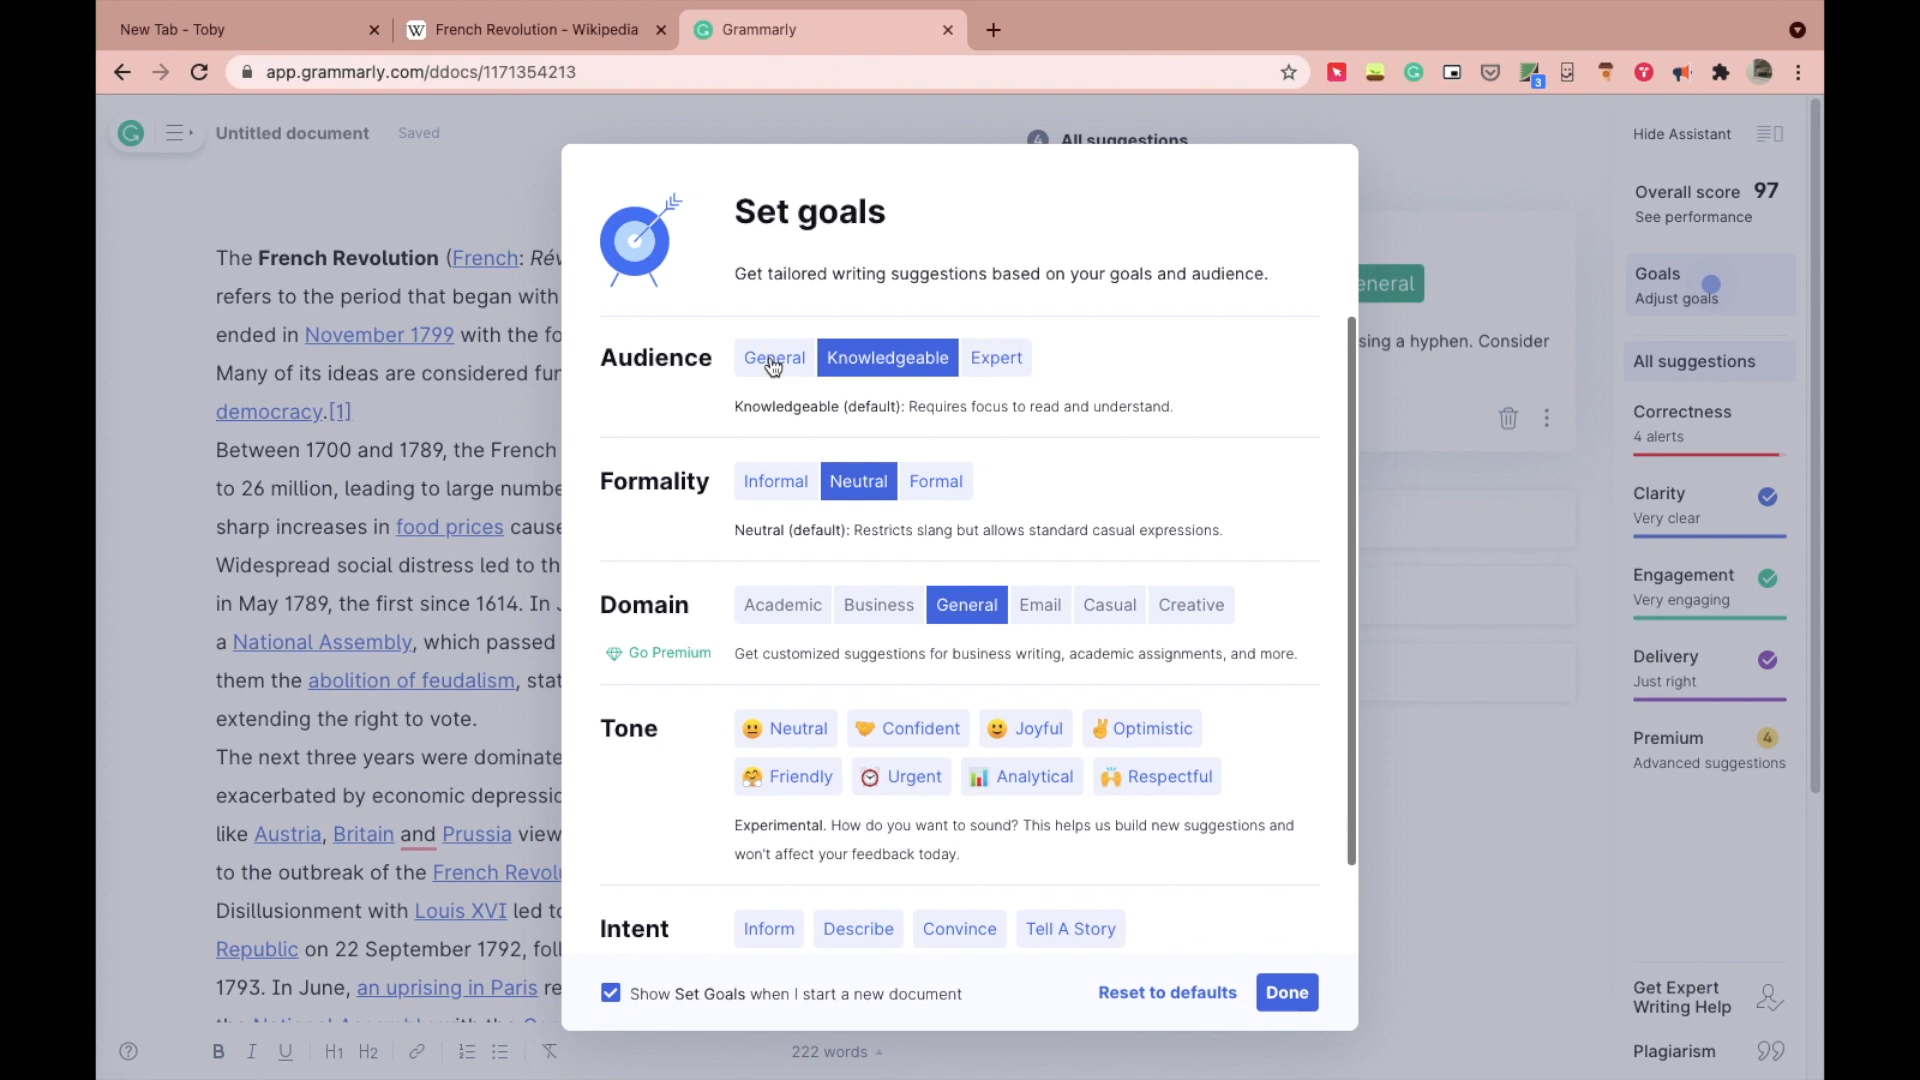 New Tab - Toby
French Revolution - Wikipedia
Grammarly
app.grammarly.com/ddocs/1171354213
3
Untitled document
Saved
4 All suggestions
Hide Assistant
Overall score 97
See performance
Goals
Adjust goals
All suggestions
Correctness
4 alerts
Clarity
Very clear
Engagement
Very engaging
Delivery
Just right
Premium 4
Advanced suggestions
Get Expert
Writing Help
Plagiarism
The French Revolution (French: Rév
refers to the period that began with
ended in November 1799 with the fo
Many of its ideas are considered fur
democracy.[1]
Between 1700 and 1789, the French
to 26 million, leading to large numbe
sharp increases in food prices cause
Widespread social distress led to th
in May 1789, the first since 1614. In J
a National Assembly, which passed
them the abolition of feudalism, stat
extending the right to vote.
The next three years were dominate
exacerbated by economic depressio
like Austria, Britain and Prussia view
to the outbreak of the French Revolu
Disillusionment with Louis XVI led to
Republic on 22 September 1792, foll
1793. In June, an uprising in Paris re
eneral
sing a hyphen. Consider
Set goals
Get tailored writing suggestions based on your goals and audience.
Audience General Knowledgeable Expert
Knowledgeable (default): Requires focus to read and understand.
Formality Informal Neutral Formal
Neutral (default): Restricts slang but allows standard casual expressions.
Domain Academic Business General Email Casual Creative
Go Premium Get customized suggestions for business writing, academic assignments, and more.
Tone Neutral Confident Joyful Optimistic
Friendly Urgent Analytical Respectful
Experimental. How do you want to sound? This helps us build new suggestions and
won't affect your feedback today.
Intent Inform Describe Convince Tell A Story
Show Set Goals when I start a new document
Reset to defaults Done
B I U H1 H2
222 words